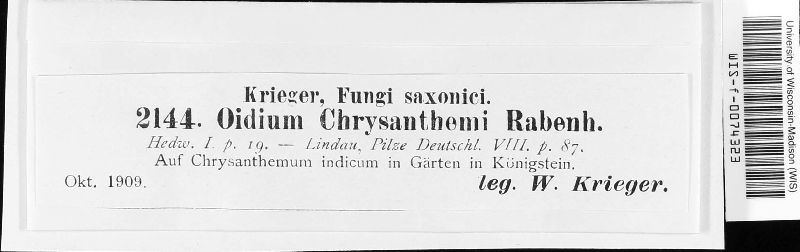 Krieger, Fungi saxonici.
2144. Oidium Chrysanthemi Rabenh.
Hedw. I. p. 19. — Lindau, Pilze Deutschl. VIII. p. 87.
Auf Chrysanthemum indicum in Gärten in Königstein.
Okt. 1909. leg. W. Krieger.
University of Wisconsin-Madison (WIS)
WIS-f-0074323